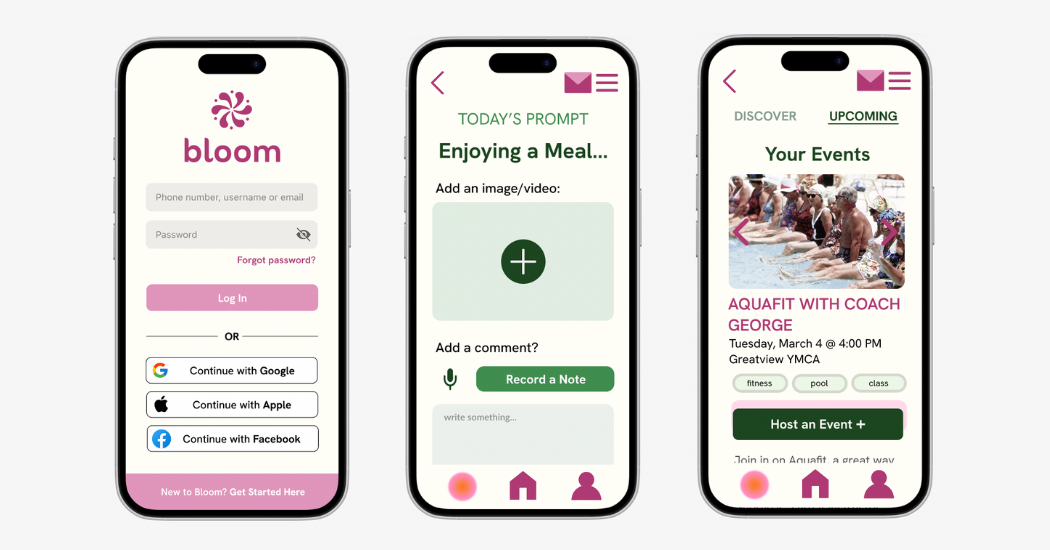 bloom
Phone number, username or email
Password
Forgot password?
Log In
OR
Continue with Google
Continue with Apple
Continue with Facebook
New to Bloom? Get Started Here
TODAY'S PROMPT
Enjoying a Meal...
Add an image/video:
Add a comment?
Record a Note
write something...
DISCOVER UPCOMING
Your Events
AQUAFIT WITH COACH
GEORGE
Tuesday, March 4 @ 4:00 PM
Greatview YMCA
fitness pool class
Host an Event +
Join in on Aquafit, a great way